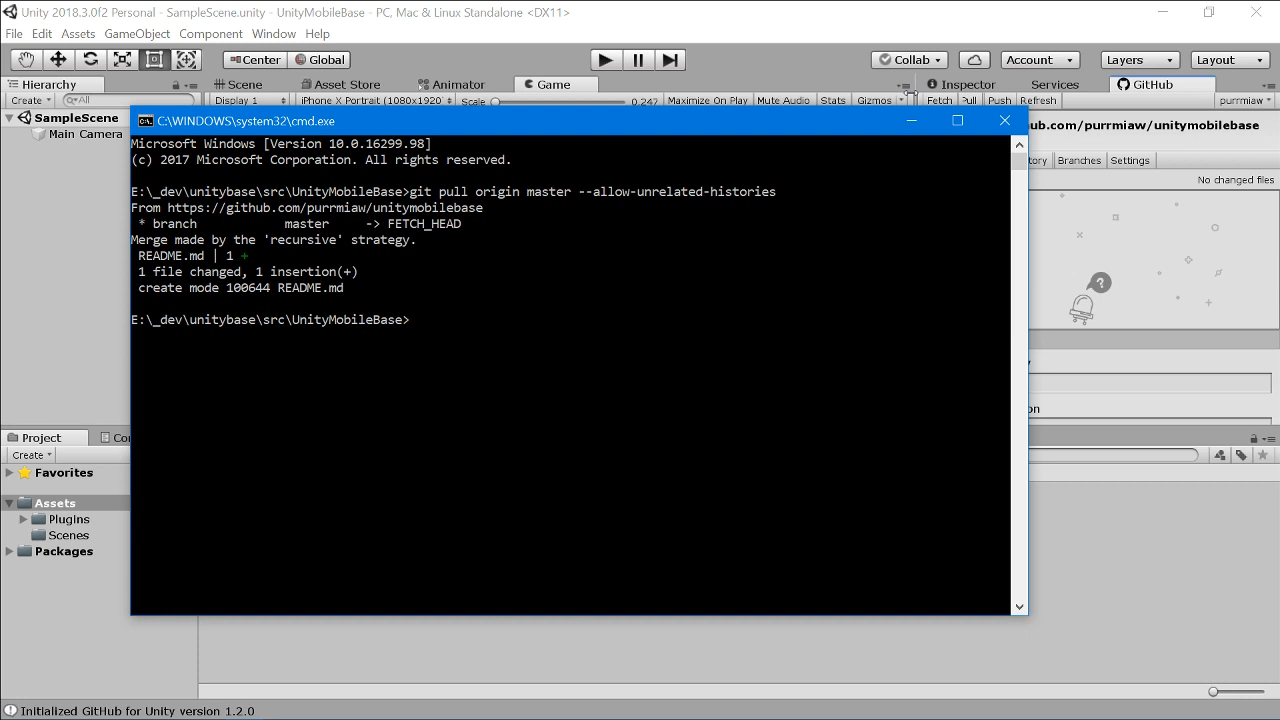 Unity 2018.3.0f2 Personal - SampleScene.unity - UnityMobileBase - PC, Mac & Linux Standalone <DX11>
File Edit Assets GameObject Component Window Help
Center Global Collab Account Layers Layout
Hierarchy Scene Asset Store Animator Game Inspector Services GitHub
Create All Display 1 iPhone X Portrait (1080x1920) Scale 0.247 Maximize On Play Mute Audio Stats Gizmos Fetch Pull Push Refresh purrmiaw
SampleScene
Main Camera
C:\WINDOWS\system32\cmd.exe
ub.com/purrmiaw/unitymobilebase
tory Branches Settings
No changed files
Microsoft Windows [Version 10.0.16299.98]
(c) 2017 Microsoft Corporation. All rights reserved.
E:\_dev\unitybase\src\UnityMobileBase>git pull origin master --allow-unrelated-histories
From https://github.com/purrmiaw/unitymobilebase
* branch master -> FETCH_HEAD
Merge made by the 'recursive' strategy.
README.md | 1 +
1 file changed, 1 insertion(+)
create mode 100644 README.md
E:\_dev\unitybase\src\UnityMobileBase>
?
on
Project Co
Create
Favorites
Assets
Plugins
Scenes
Packages
Initialized GitHub for Unity version 1.2.0